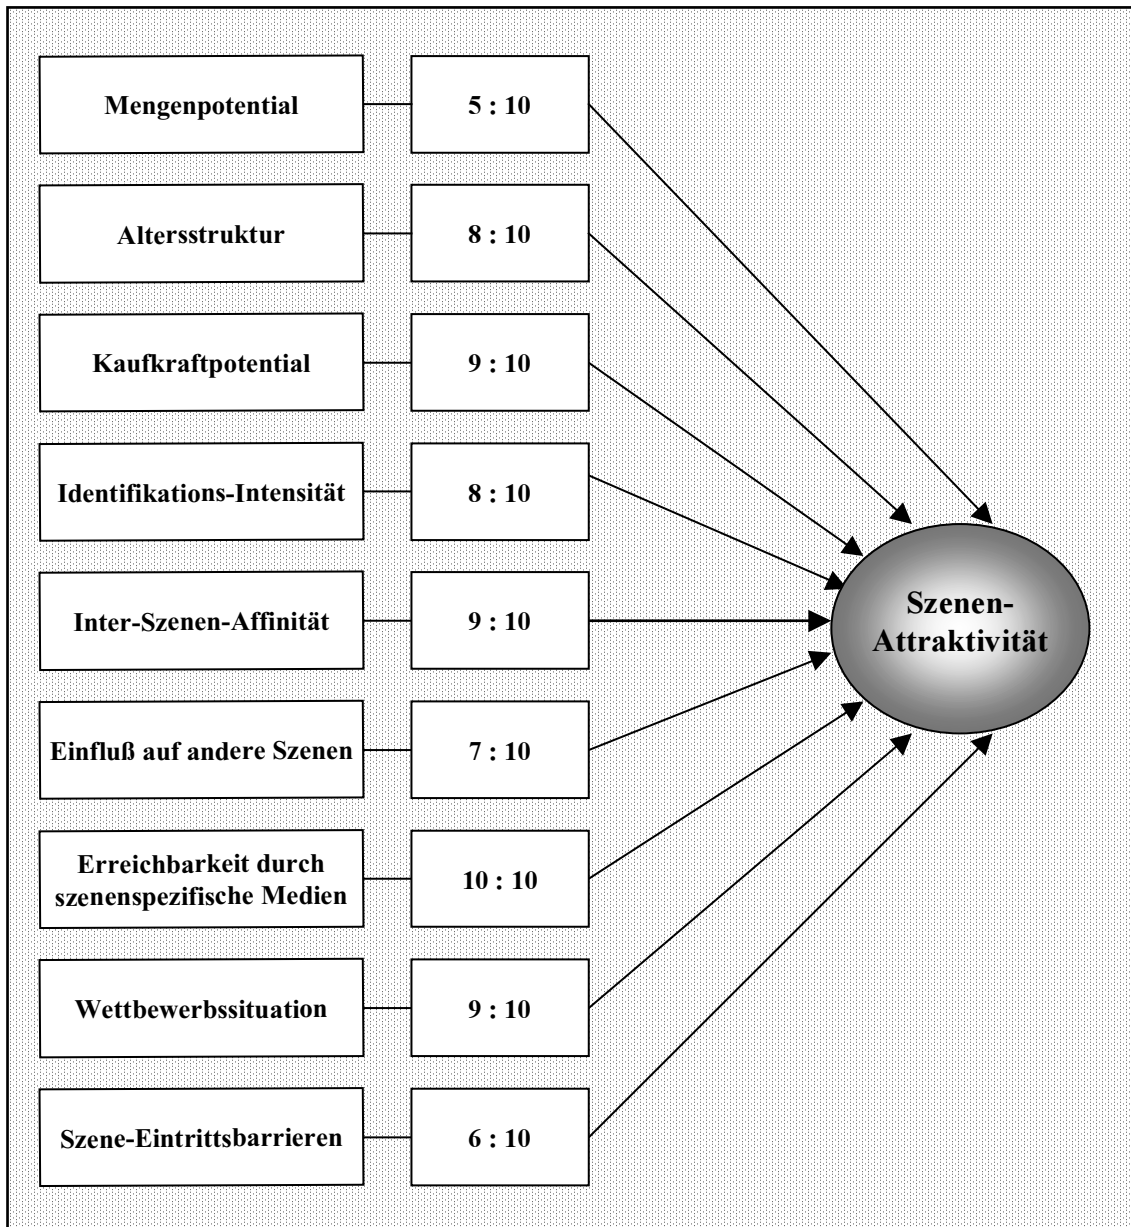 Mengenpotential
5 : 10
Altersstruktur
8 : 10
Kaufkraftpotential
9 : 10
Identifikations-Intensität
8 : 10
Inter-Szenen-Affinität
9 : 10
Einfluß auf andere Szenen
7 : 10
Erreichbarkeit durch
szenenspezifische Medien
10 : 10
Wettbewerbssituation
9 : 10
Szene-Eintrittsbarrieren
6 : 10
Szenen-
Attraktivität